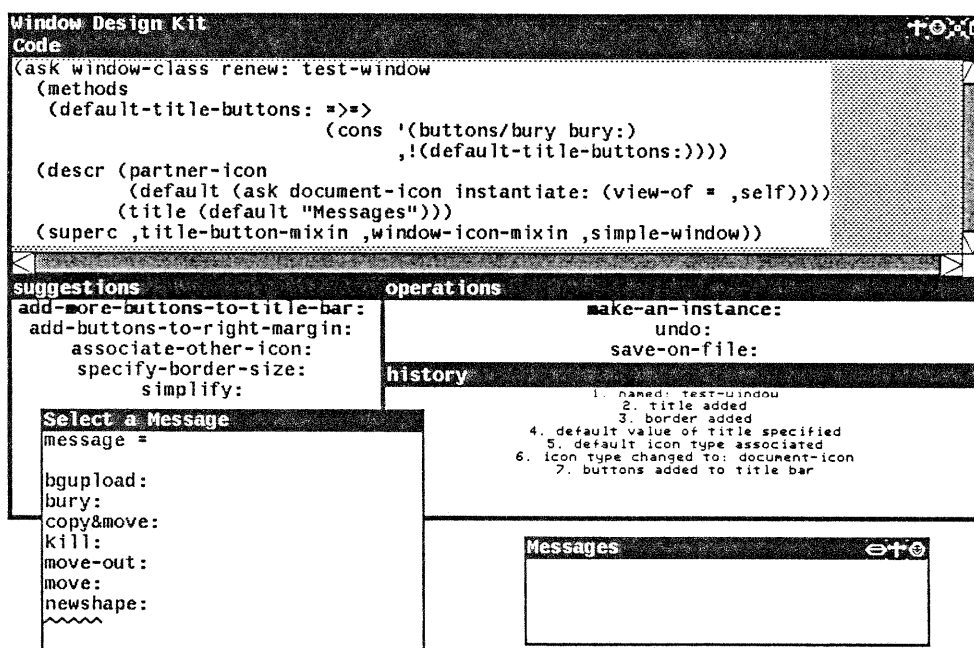 Window Design Kit
Code
(ask window-class renew: test-window
(methods
(default-title-buttons: =>=>
(cons '(buttons/bury bury:)
,!(default-title-buttons:))))
(descr (partner-icon
(default (ask document-icon instantiate: (view-of = ,self))))
(title (default "Messages")))
(superc ,title-button-mixin ,window-icon-mixin ,simple-window))
suggestions
add-more-buttons-to-title-bar:
add-buttons-to-right-margin:
associate-other-icon:
specify-border-size:
simplify:
operations
make-an-instance:
undo:
save-on-file:
history
1. named: test-window
2. title added
3. border added
4. default value of title specified
5. default icon type associated
6. icon type changed to: document-icon
7. buttons added to title bar
Select a Message
message =
bgupload:
bury:
copy&move:
kill:
move-out:
move:
newshape:
Messages